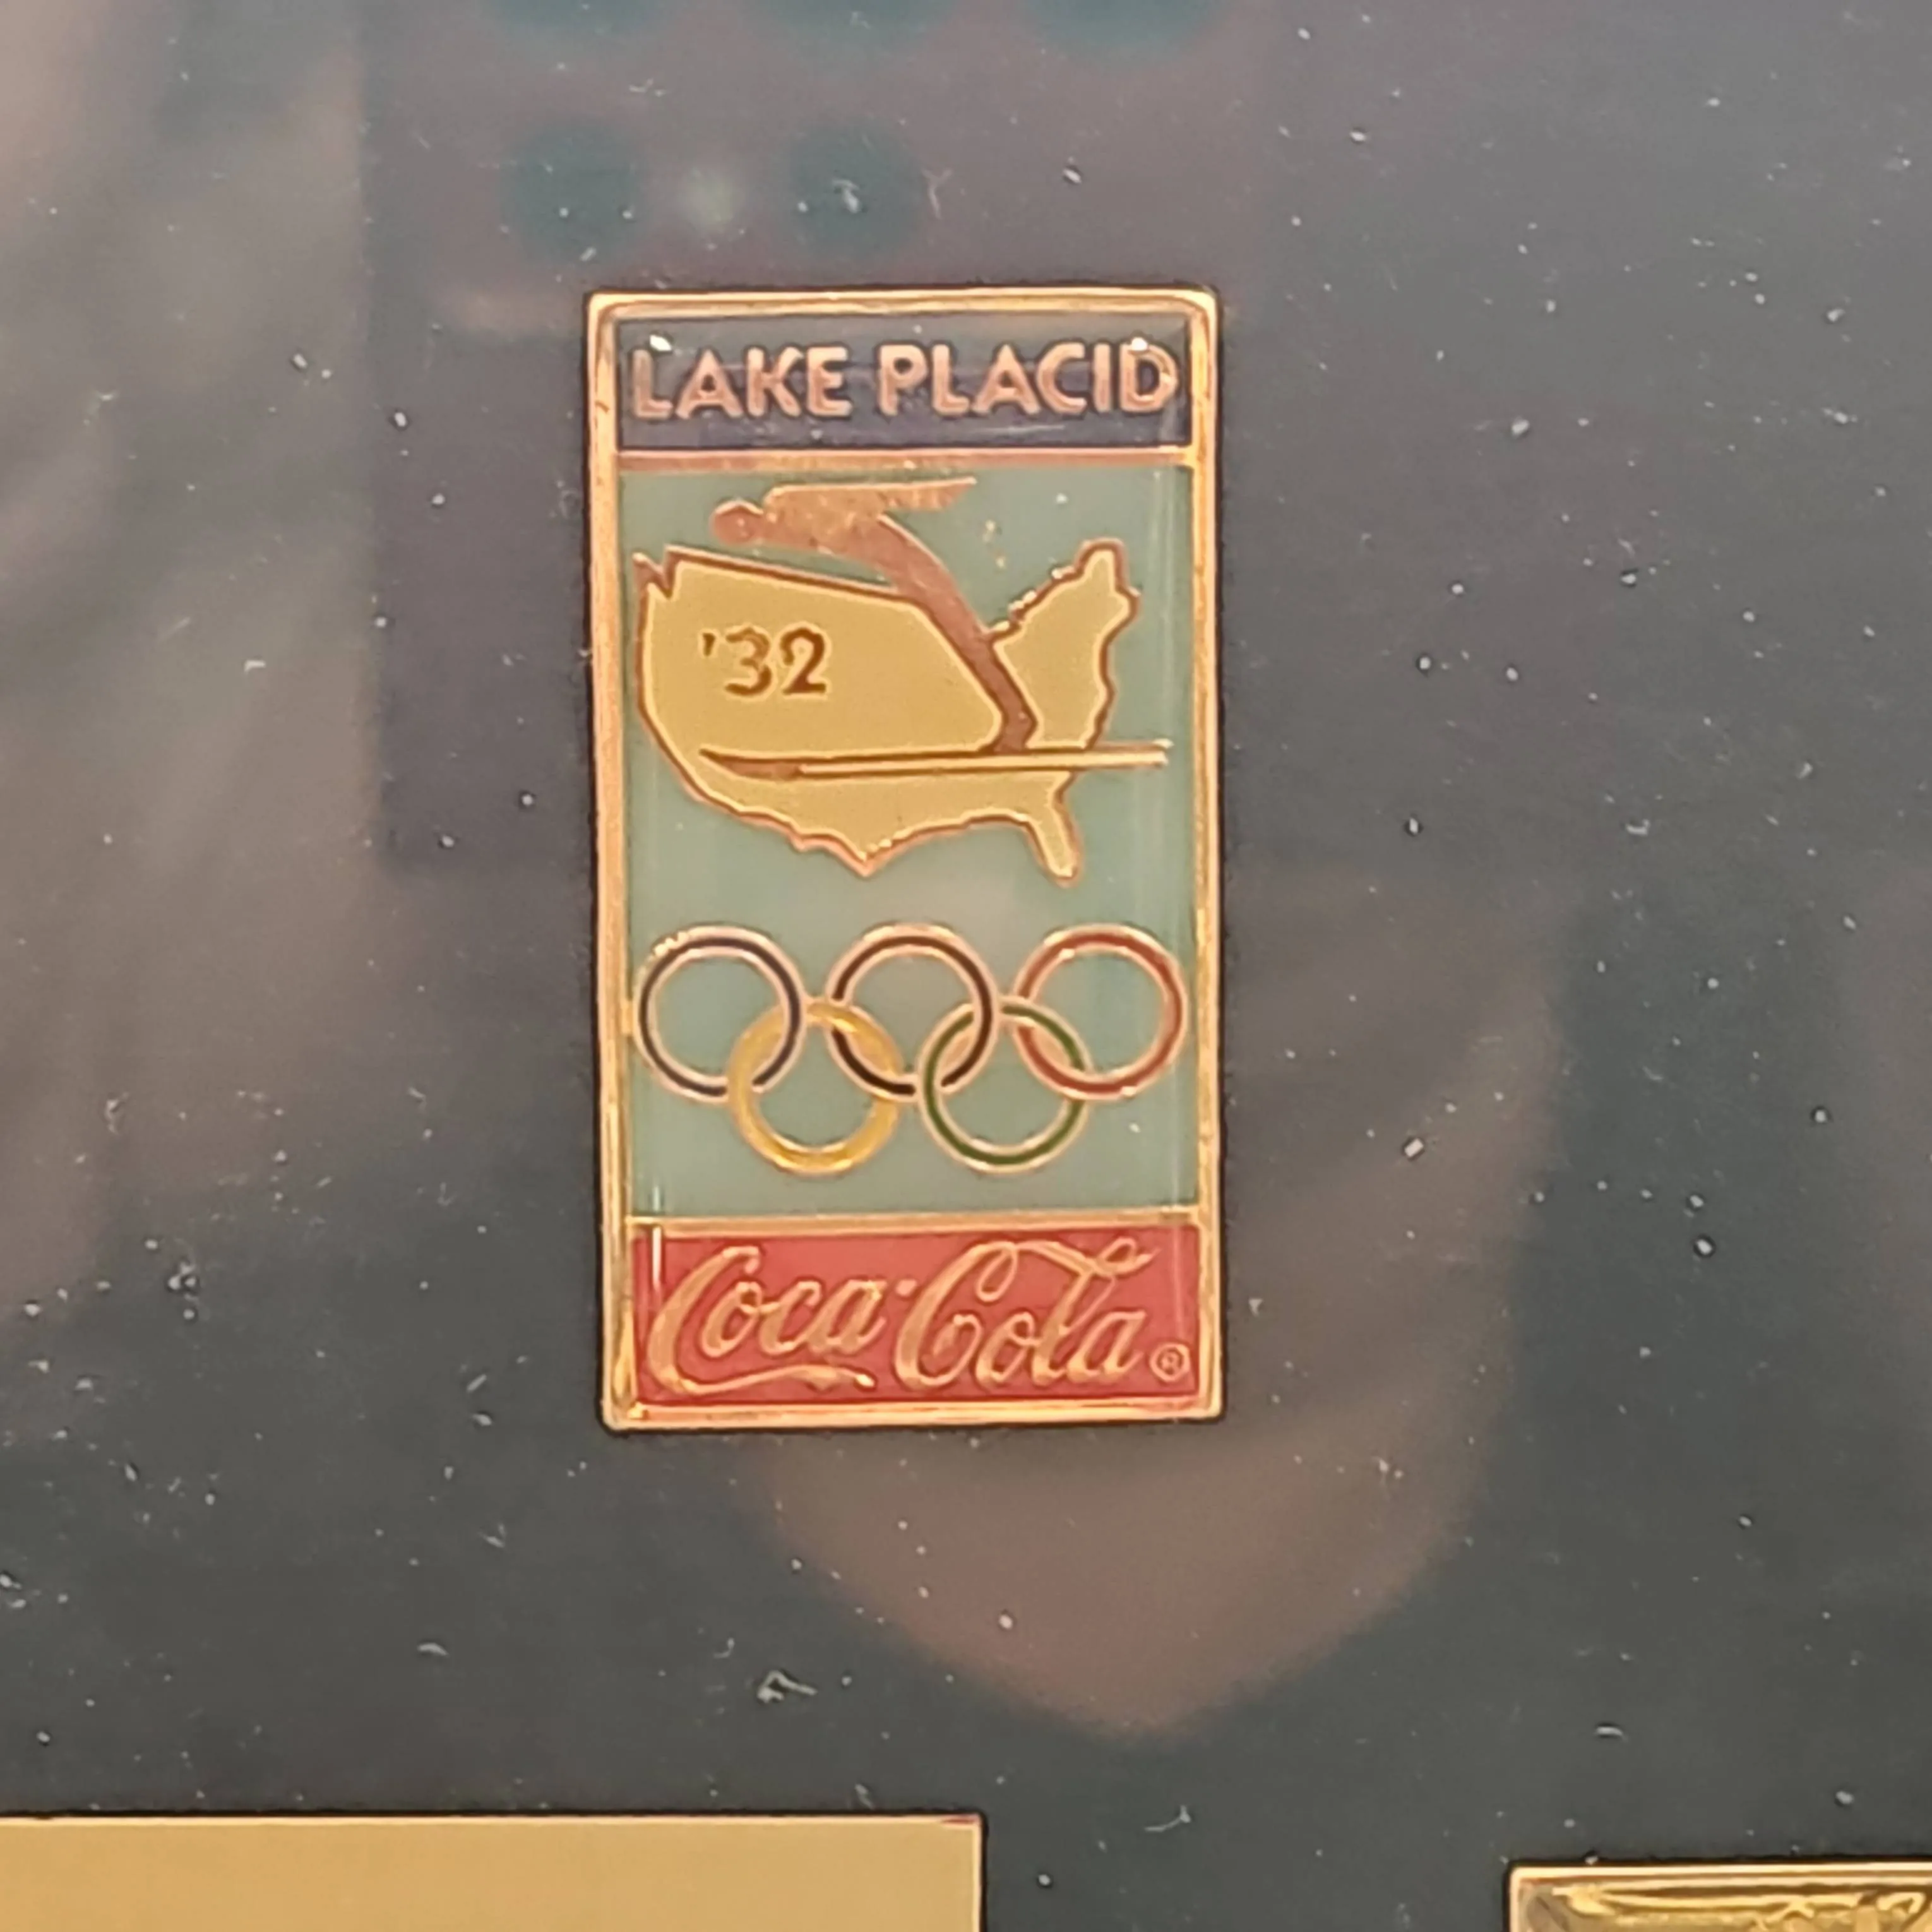 LAKE PLACID
'32
Coca-Cola®